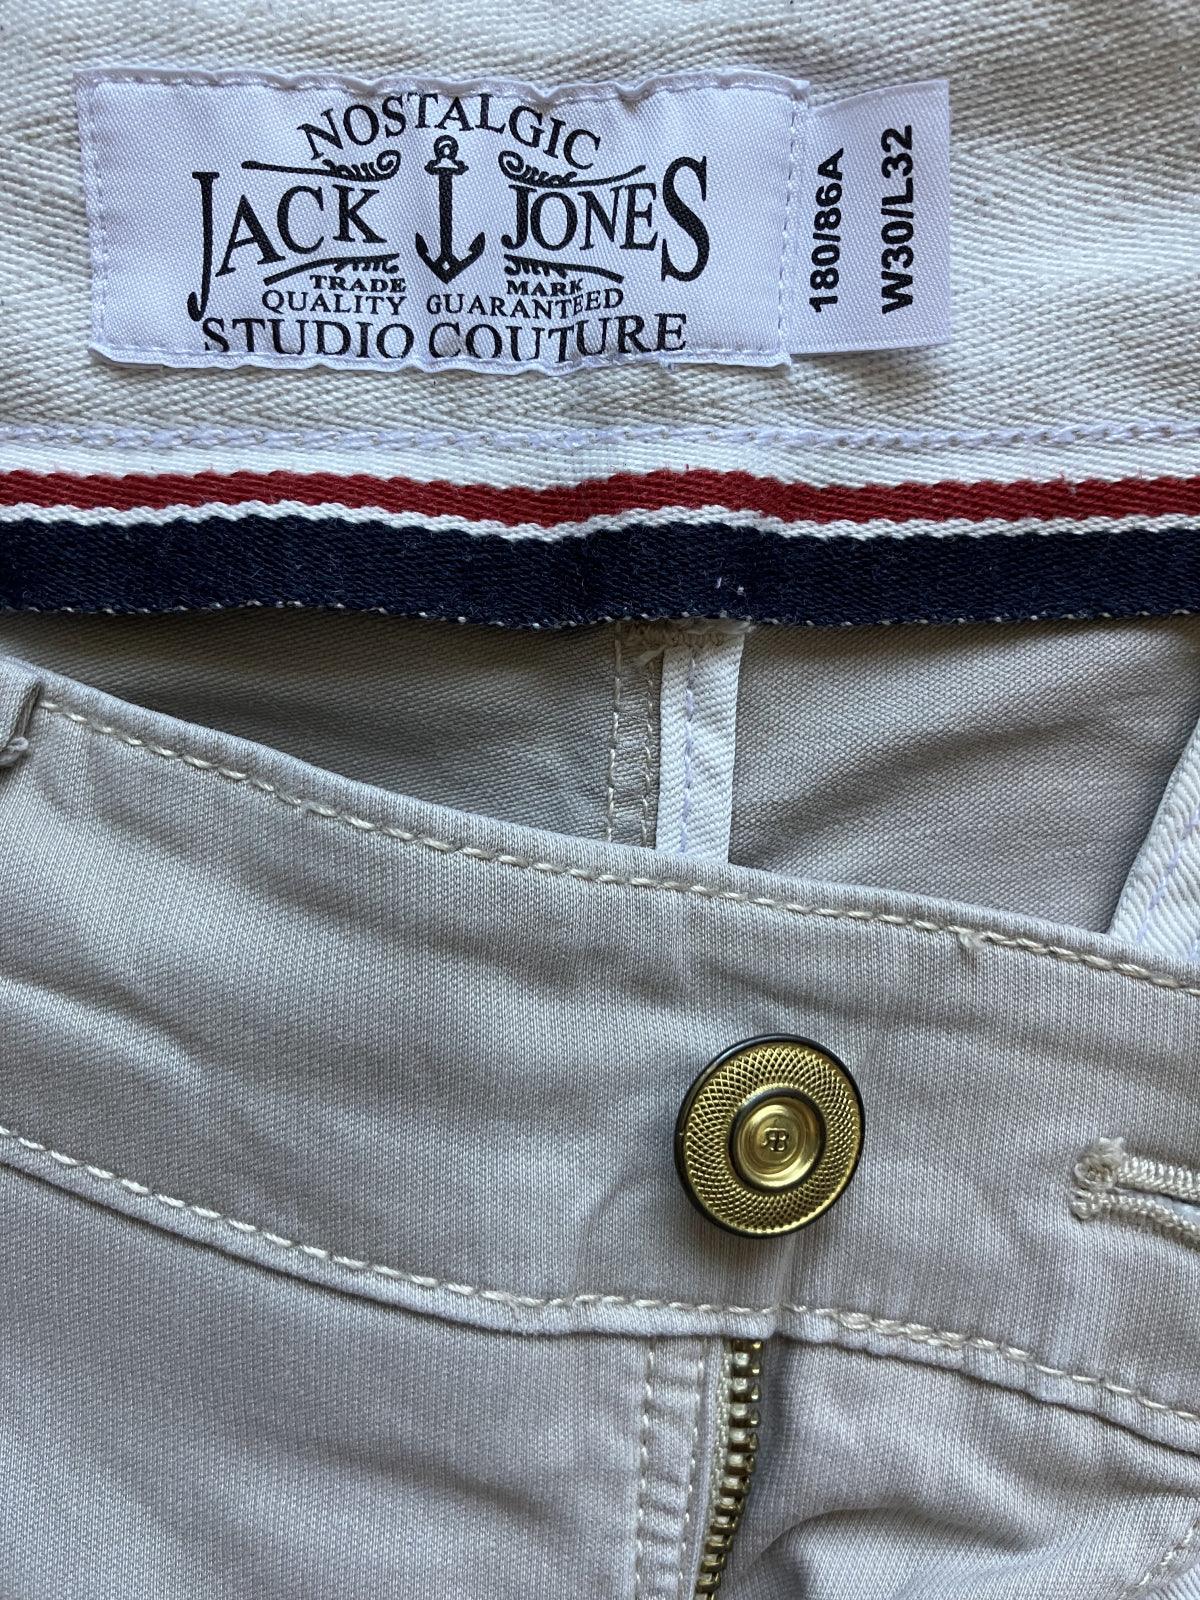 NOSTALGIC
JACK JONES
TRADE MARK
QUALITY GUARANTEED
STUDIO COUTURE
180/86A
W30/L32